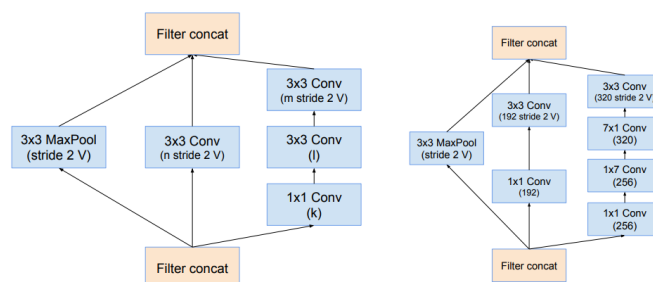 Filter concat
3x3 Conv
(m stride 2 V)
3x3 MaxPool
(stride 2 V)
3x3 Conv
(n stride 2 V)
3x3 Conv
(l)
1x1 Conv
(k)
Filter concat
Filter concat
3x3 Conv
(320 stride 2 V)
3x3 Conv
(192 stride 2 V)
7x1 Conv
(320)
3x3 MaxPool
(stride 2 V)
1x7 Conv
(256)
1x1 Conv
(192)
1x1 Conv
(256)
Filter concat